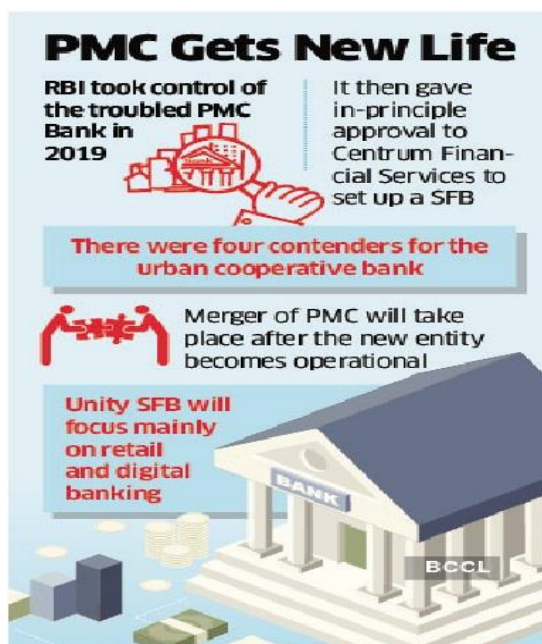 PMC Gets New Life
RBI took control of
the troubled PMC
Bank in
2019
It then gave
in-principle
approval to
Centrum Finan-
cial Services to
set up a SFB
There were four contenders for the
urban cooperative bank
Merger of PMC will take
place after the new entity
becomes operational
Unity SFB will
focus mainly
on retail
and digital
banking
BANK
BCCL